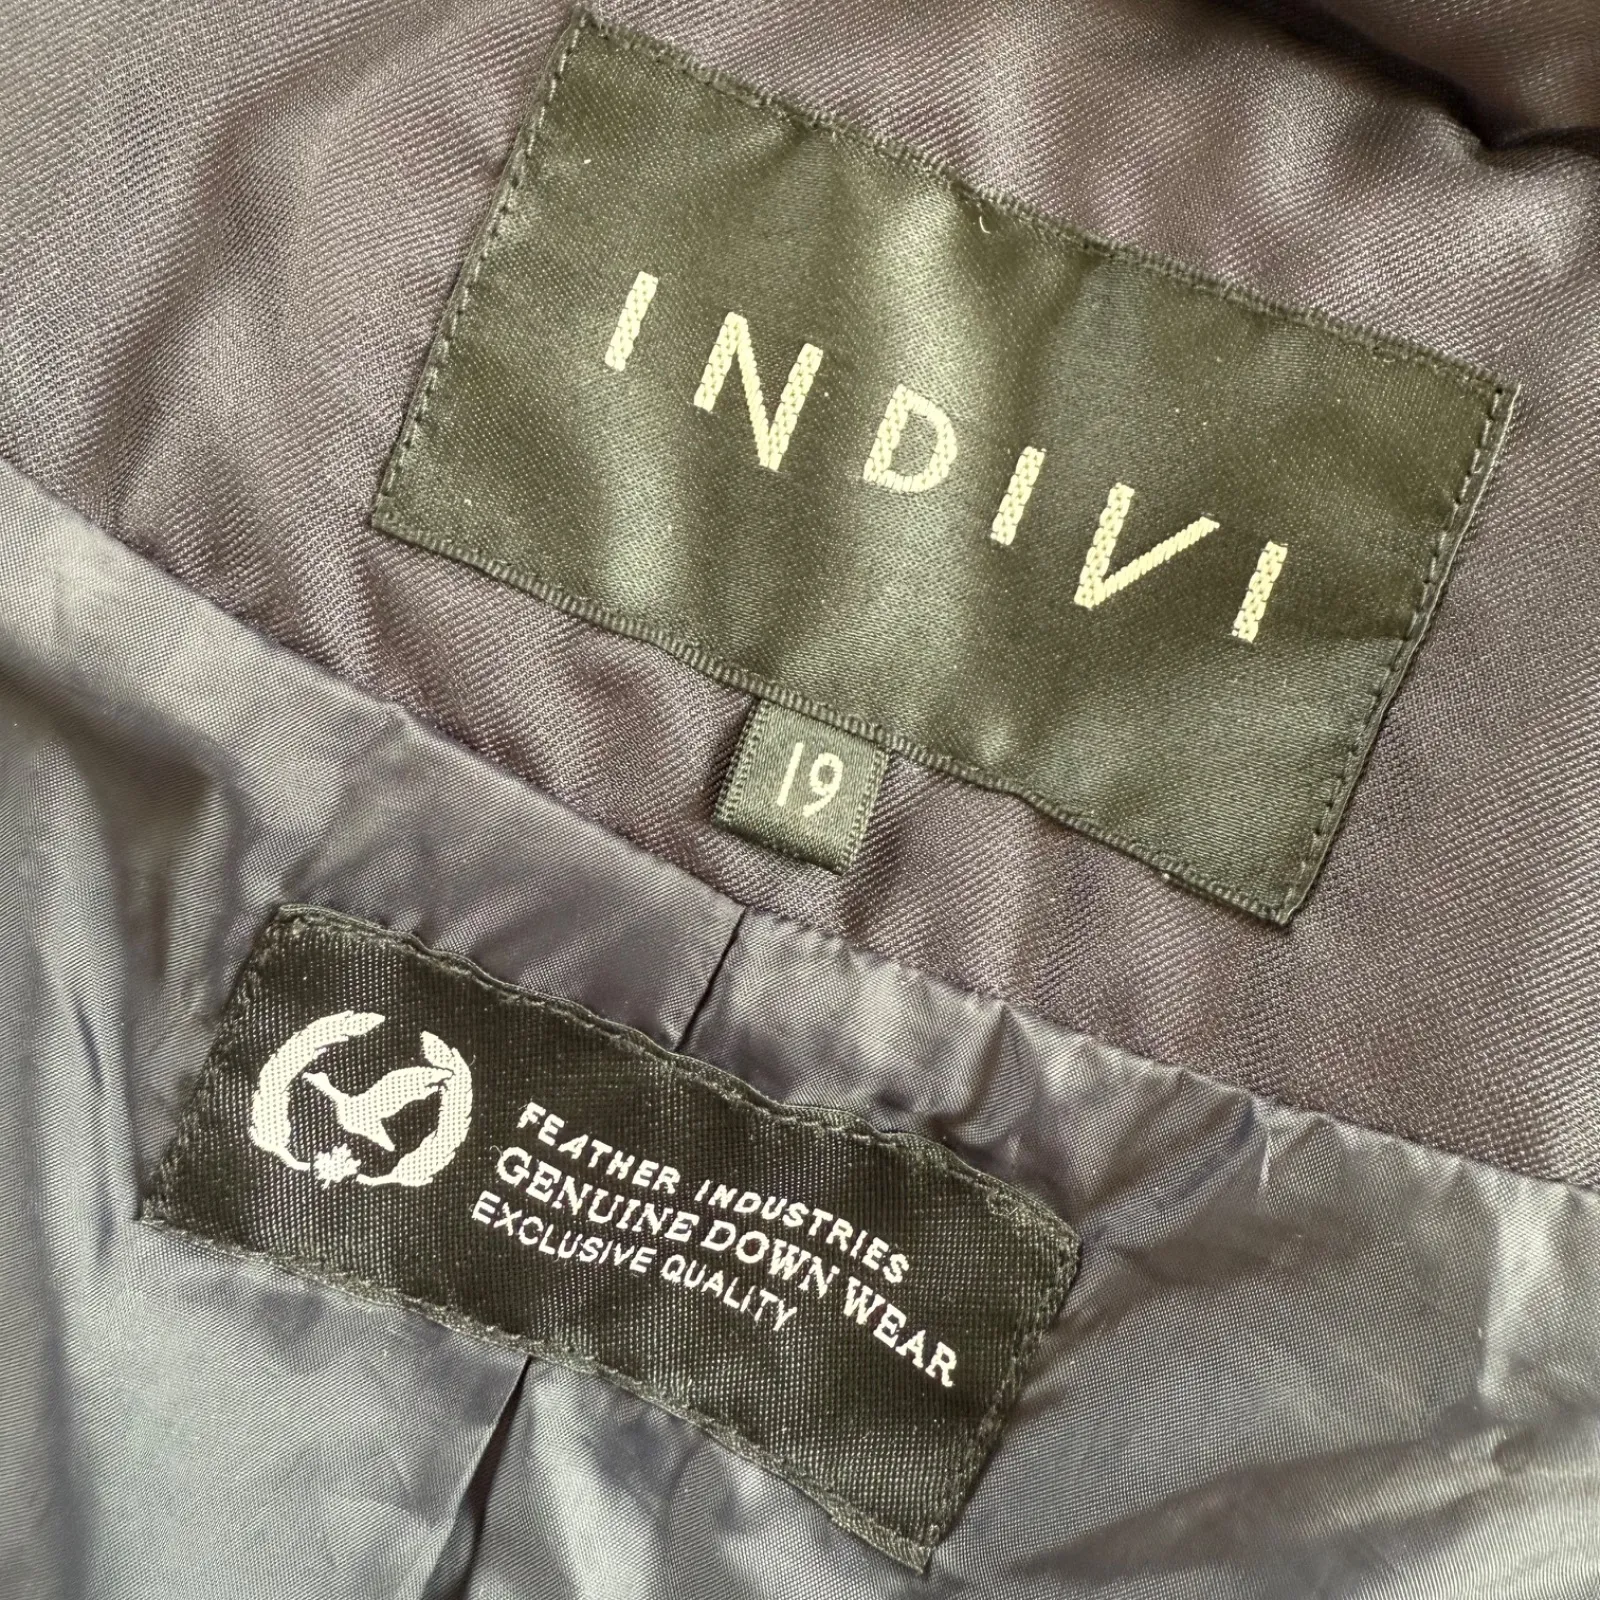 INDIVI
19
FEATHER INDUSTRIES
GENUINE DOWN WEAR
EXCLUSIVE QUALITY